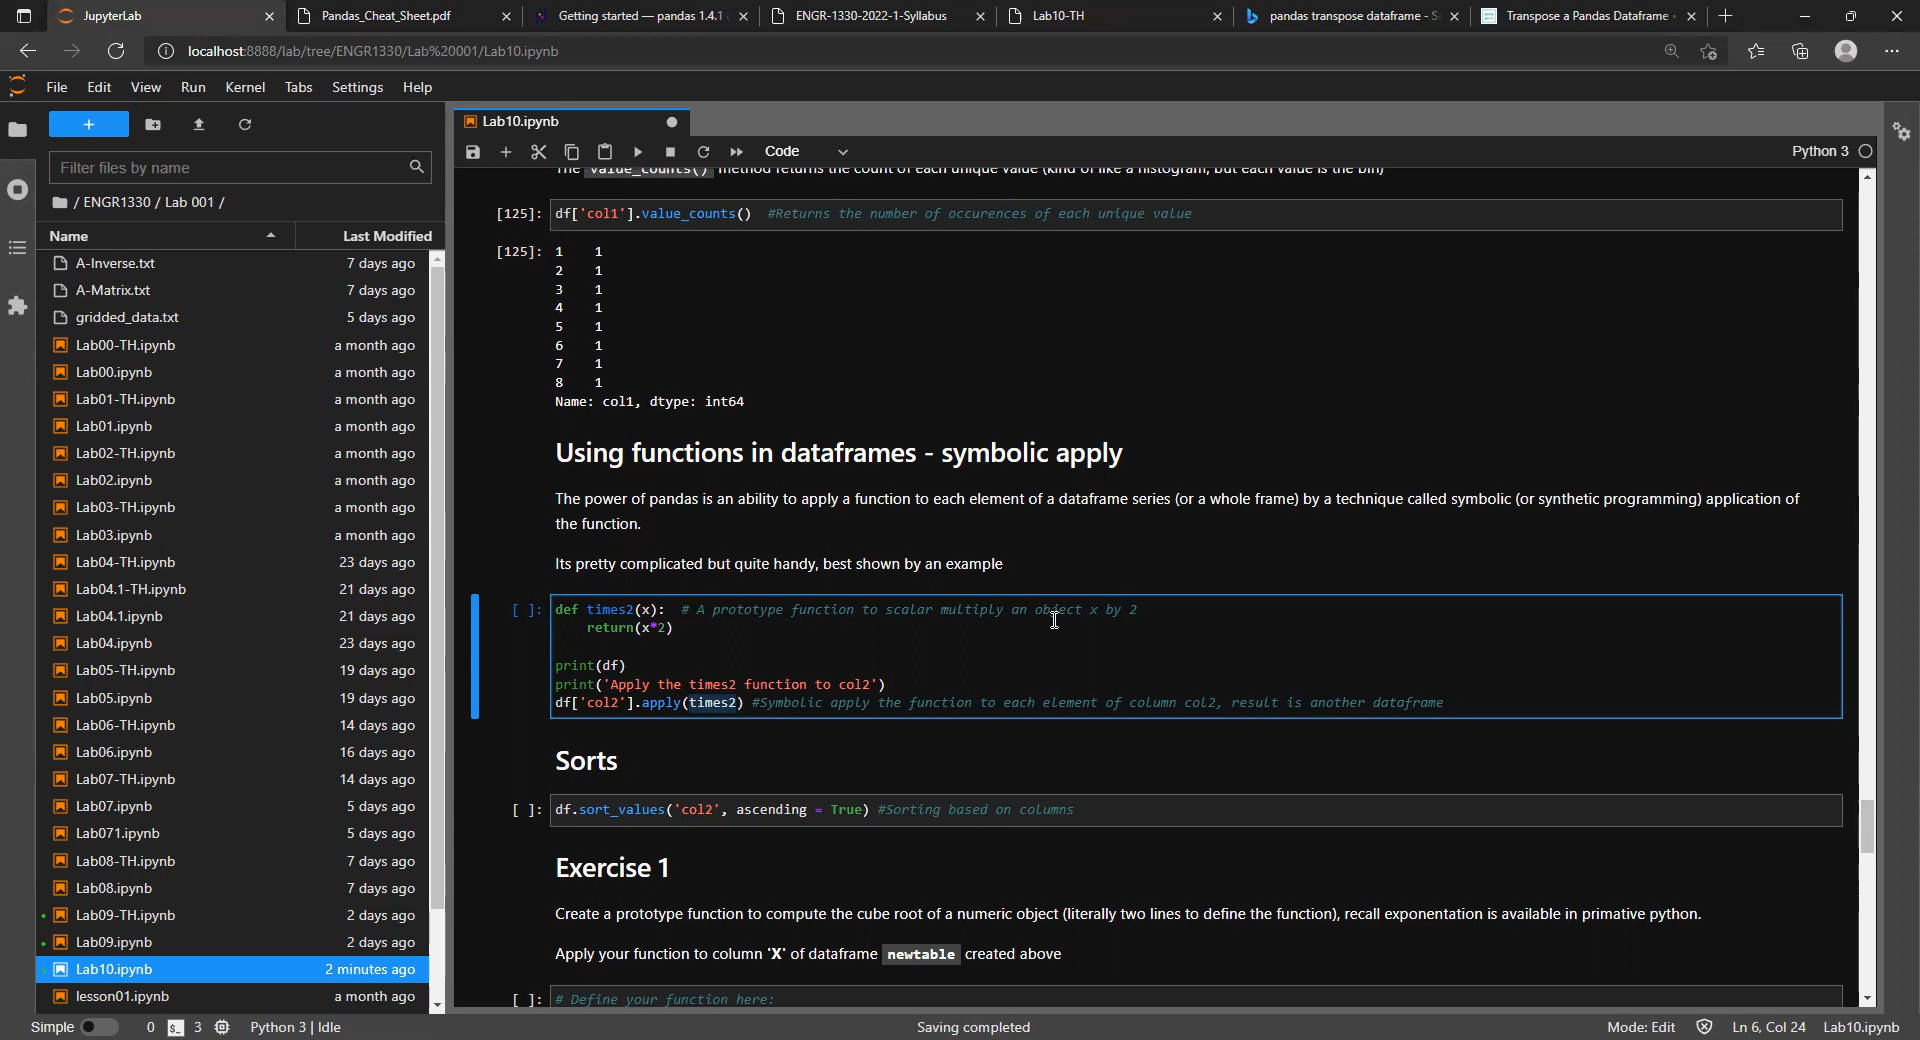 JupyterLab
Pandas_Cheat_Sheet.pdf
Getting started — pandas 1.4.1
ENGR-1330-2022-1-Syllabus
Lab10-TH
pandas transpose dataframe - S
Transpose a Pandas Dataframe
localhost:8888/lab/tree/ENGR1330/Lab%20001/Lab10.ipynb
File Edit View Run Kernel Tabs Settings Help
+
Filter files by name
/ ENGR1330 / Lab 001 /
Name Last Modified
A-Inverse.txt 7 days ago
A-Matrix.txt 7 days ago
gridded_data.txt 5 days ago
Lab00-TH.ipynb a month ago
Lab00.ipynb a month ago
Lab01-TH.ipynb a month ago
Lab01.ipynb a month ago
Lab02-TH.ipynb a month ago
Lab02.ipynb a month ago
Lab03-TH.ipynb a month ago
Lab03.ipynb a month ago
Lab04-TH.ipynb 23 days ago
Lab04.1-TH.ipynb 21 days ago
Lab04.1.ipynb 21 days ago
Lab04.ipynb 23 days ago
Lab05-TH.ipynb 19 days ago
Lab05.ipynb 19 days ago
Lab06-TH.ipynb 14 days ago
Lab06.ipynb 16 days ago
Lab07-TH.ipynb 14 days ago
Lab07.ipynb 5 days ago
Lab071.ipynb 5 days ago
Lab08-TH.ipynb 7 days ago
Lab08.ipynb 7 days ago
Lab09-TH.ipynb 2 days ago
Lab09.ipynb 2 days ago
Lab10.ipynb 2 minutes ago
lesson01.ipynb a month ago
Lab10.ipynb
Code
Python 3
The value_counts() method returns the count of each unique value (kind of like a histogram, but each value is the bin)
[125]: df['col1'].value_counts() #Returns the number of occurences of each unique value
[125]: 1 1
2 1
3 1
4 1
5 1
6 1
7 1
8 1
Name: col1, dtype: int64
Using functions in dataframes - symbolic apply
The power of pandas is an ability to apply a function to each element of a dataframe series (or a whole frame) by a technique called symbolic (or synthetic programming) application of
the function.
Its pretty complicated but quite handy, best shown by an example
[ ]: def times2(x): # A prototype function to scalar multiply an object x by 2
return(x*2)
print(df)
print('Apply the times2 function to col2')
df['col2'].apply(times2) #Symbolic apply the function to each element of column col2, result is another dataframe
Sorts
[ ]: df.sort_values('col2', ascending = True) #Sorting based on columns
Exercise 1
Create a prototype function to compute the cube root of a numeric object (literally two lines to define the function), recall exponentation is available in primative python.
Apply your function to column 'X' of dataframe newtable created above
[ ]: # Define your function here:
Simple 0 3 Python 3 | Idle Saving completed Mode: Edit Ln 6, Col 24 Lab10.ipynb